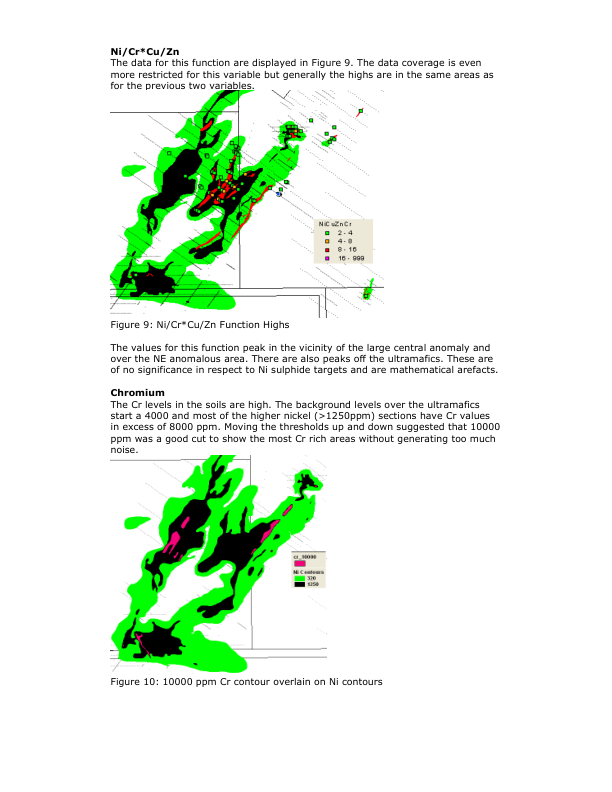 Ni/Cr*Cu/Zn
The data for this function are displayed in Figure 9. The data coverage is even
more restricted for this variable but generally the highs are in the same areas as
for the previous two variables.
NiCuZnCr
2 - 4
4 - 8
8 - 16
16 - 999
Figure 9: Ni/Cr*Cu/Zn Function Highs
The values for this function peak in the vicinity of the large central anomaly and
over the NE anomalous area. There are also peaks off the ultramafics. These are
of no significance in respect to Ni sulphide targets and are mathematical arefacts.
Chromium
The Cr levels in the soils are high. The background levels over the ultramafics
start a 4000 and most of the higher nickel (>1250ppm) sections have Cr values
in excess of 8000 ppm. Moving the thresholds up and down suggested that 10000
ppm was a good cut to show the most Cr rich areas without generating too much
noise.
cr_10000
Ni Contours
320
1250
Figure 10: 10000 ppm Cr contour overlain on Ni contours